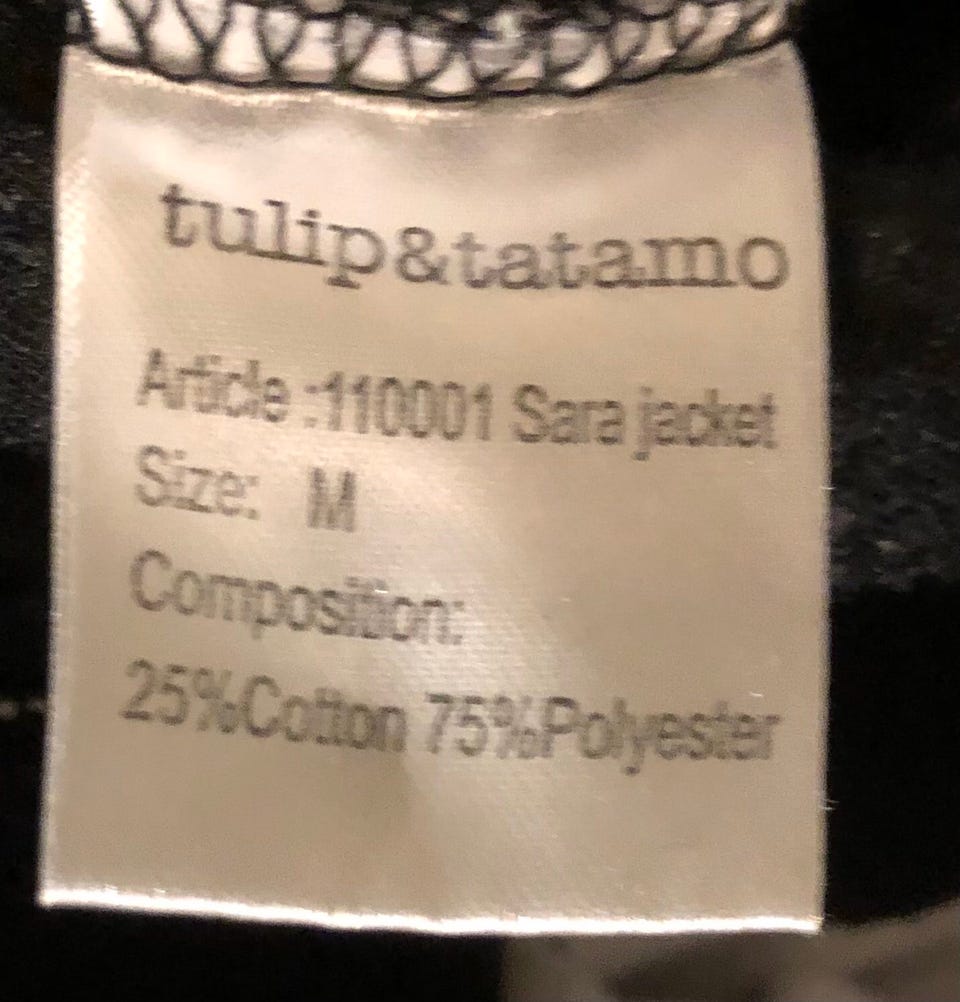 tulip&tatamo
Article :110001 Sara jacket
Size: M
Composition:
25%Cotton 75%Polyester